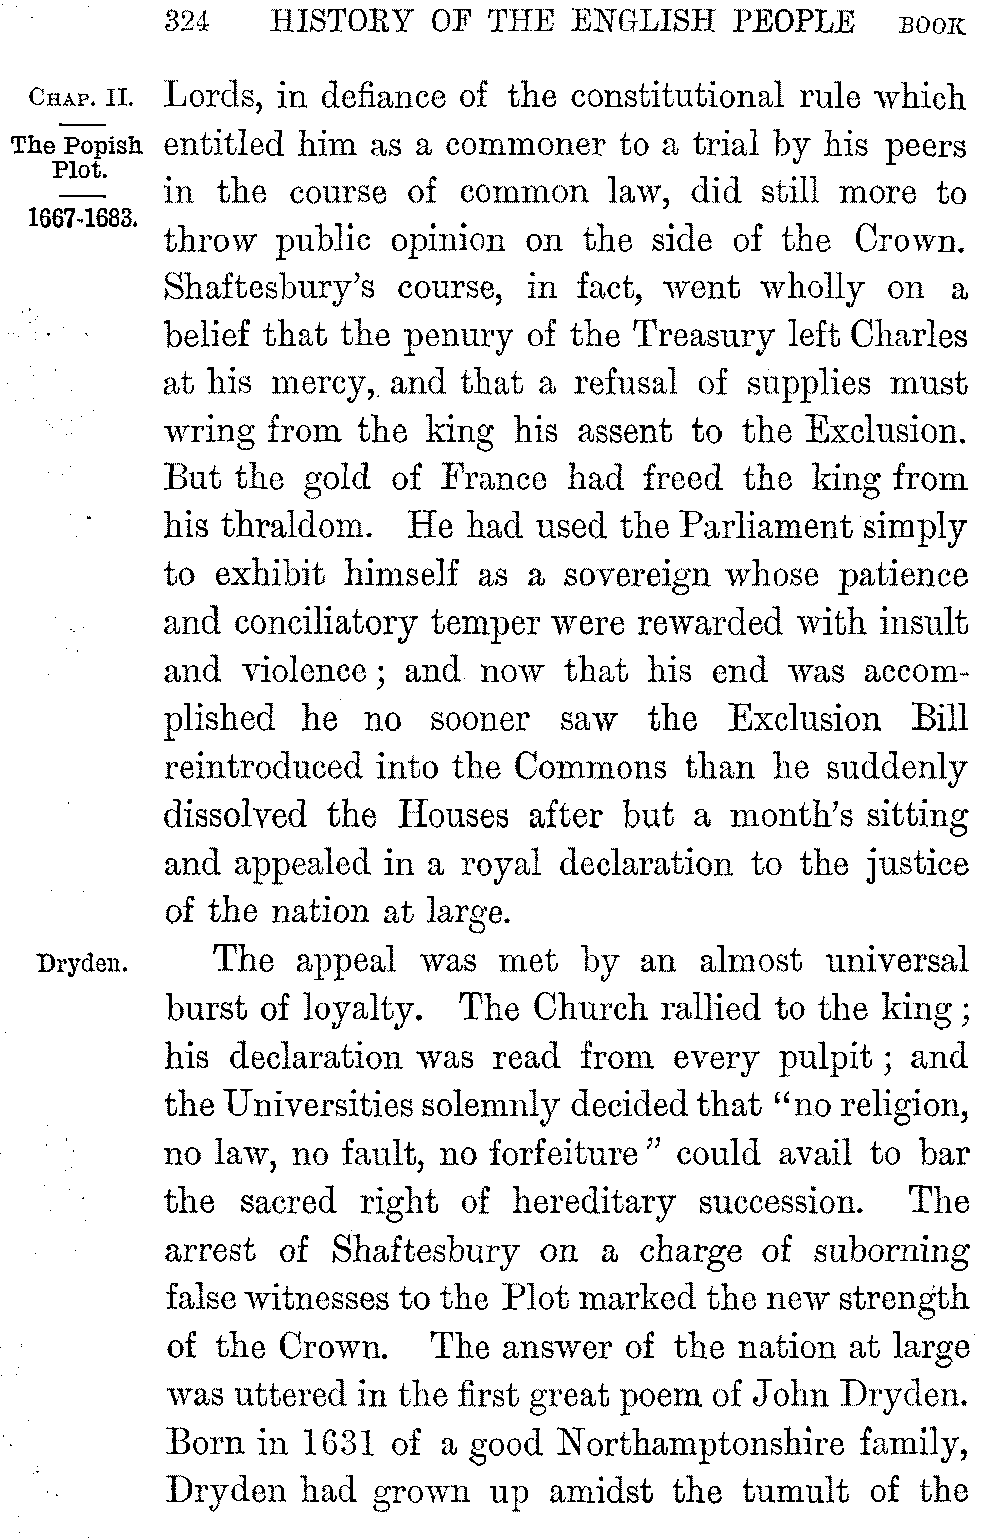 324 HISTORY OF THE ENGLISH PEOPLE BOOK
CHAP. II.
The Popish
Plot.
1667-1683.
Lords, in defiance of the constitutional rule which
entitled him as a commoner to a trial by his peers
in the course of common law, did still more to
throw public opinion on the side of the Crown.
Shaftesbury's course, in fact, went wholly on a
belief that the penury of the Treasury left Charles
at his mercy, and that a refusal of supplies must
wring from the king his assent to the Exclusion.
But the gold of France had freed the king from
his thraldom. He had used the Parliament simply
to exhibit himself as a sovereign whose patience
and conciliatory temper were rewarded with insult
and violence; and now that his end was accom-
plished he no sooner saw the Exclusion Bill
reintroduced into the Commons than he suddenly
dissolved the Houses after but a month's sitting
and appealed in a royal declaration to the justice
of the nation at large.
Dryden.
The appeal was met by an almost universal
burst of loyalty. The Church rallied to the king;
his declaration was read from every pulpit; and
the Universities solemnly decided that "no religion,
no law, no fault, no forfeiture" could avail to bar
the sacred right of hereditary succession. The
arrest of Shaftesbury on a charge of suborning
false witnesses to the Plot marked the new strength
of the Crown. The answer of the nation at large
was uttered in the first great poem of John Dryden.
Born in 1631 of a good Northamptonshire family,
Dryden had grown up amidst the tumult of the